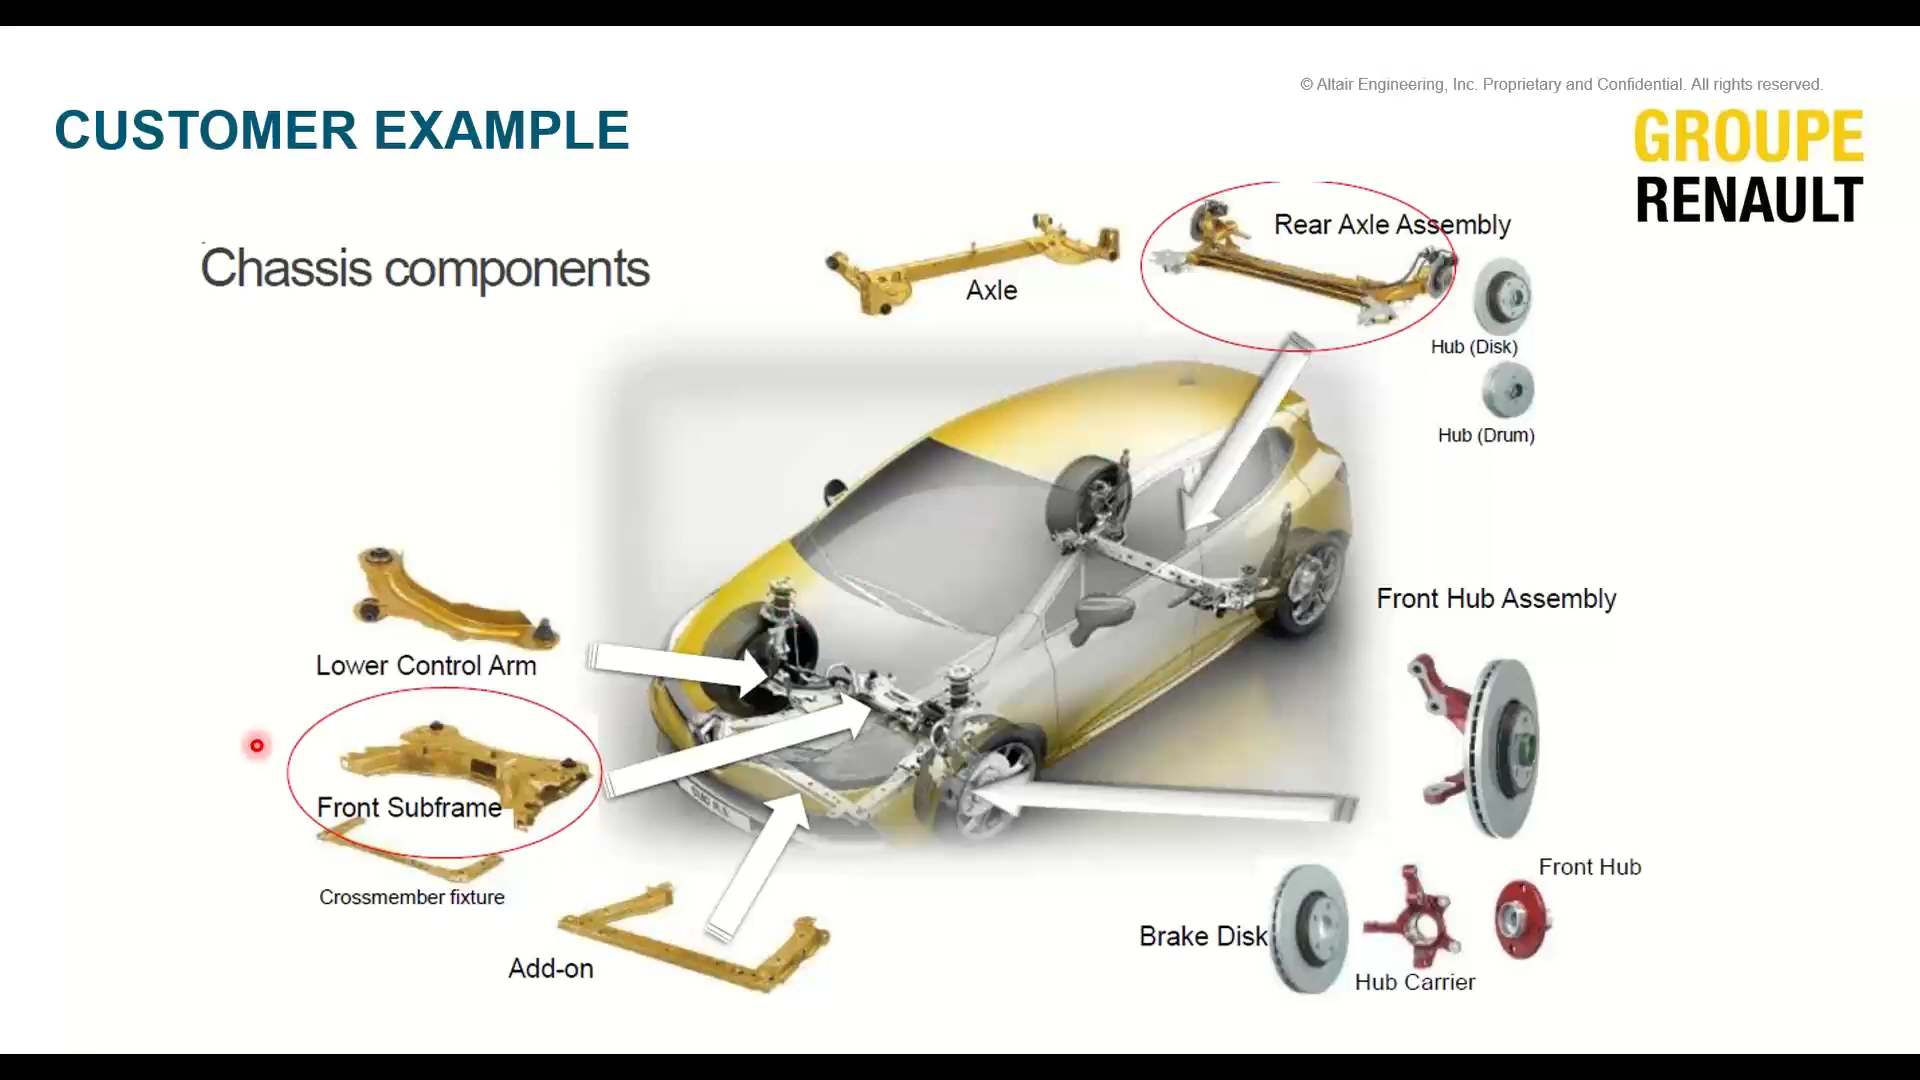 © Altair Engineering, Inc. Proprietary and Confidential. All rights reserved.
CUSTOMER EXAMPLE
GROUPE
RENAULT
Chassis components
Rear Axle Assembly
Axle
Hub (Disk)
Hub (Drum)
Front Hub Assembly
Lower Control Arm
Front Subframe
Crossmember fixture
Add-on
Front Hub
Brake Disk
Hub Carrier